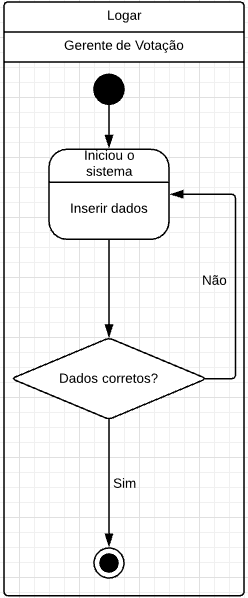 Logar
Gerente de Votação
Iniciou o
sistema
Inserir dados
Não
Dados corretos?
Sim